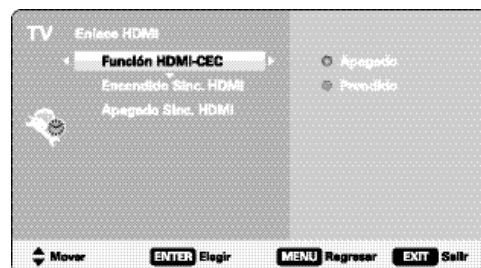 TV Enlace HDMI
Función HDMI-CEC
Apagado
Encendido Sinc. HDMI
Prendido
Apagado Sinc. HDMI
Mover ENTER Elegir MENU Regresar EXIT Salir